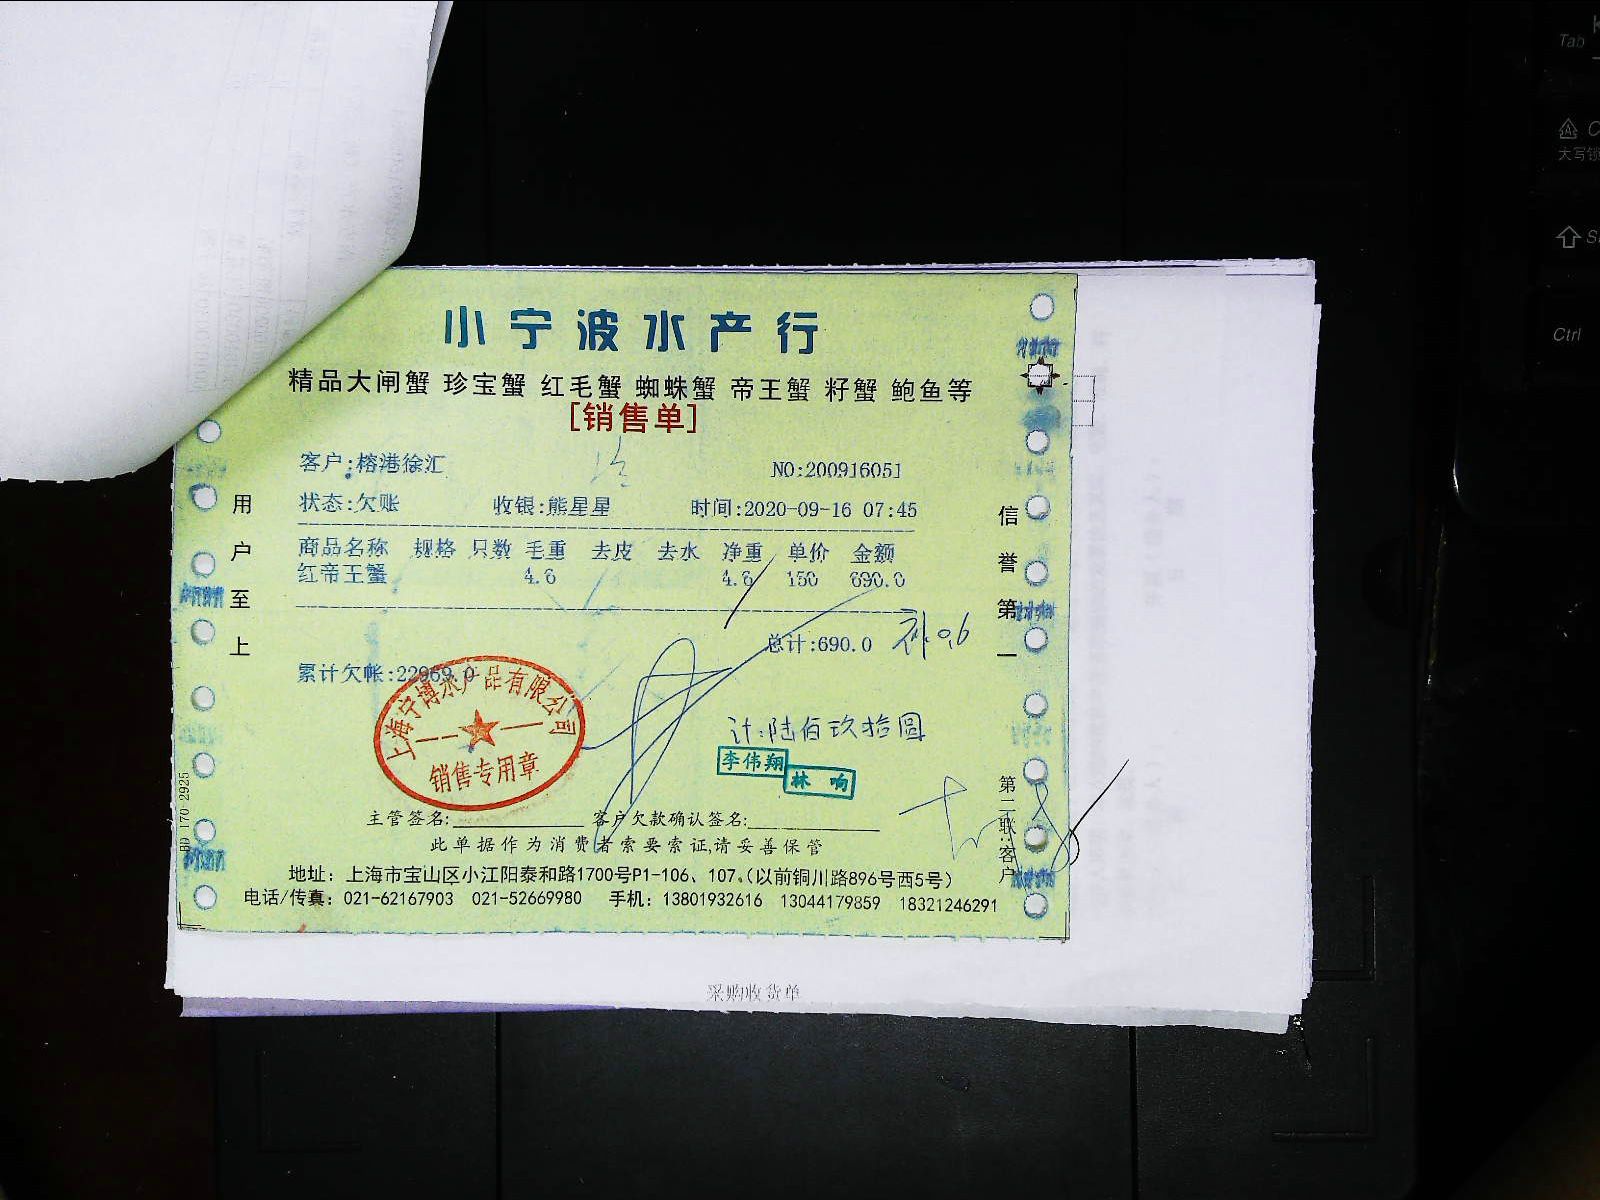 小宁波水产行
精品大闸蟹 珍宝蟹 红毛蟹 蜘蛛蟹 帝王蟹 籽蟹 鲍鱼等
[销售单]
客户:榕港徐汇 NO:200916051
状态:欠账 收银:熊星星 时间:2020-09-16 07:45
商品名称 规格 只数 毛重 去皮 去水 净重 单价 金额
红帝王蟹 4.6 4.6 150 690.0
总计:690.0
累计欠帐:22969.0
上海宁博水产品有限公司
销售专用章
计:陆佰玖拾圆
李伟翔
林响
主管签名: 客户欠款确认签名:
此单据作为消费者索要索证,请妥善保管
地址：上海市宝山区小江阳泰和路1700号P1-106、107.(以前铜川路896号西5号)
电话/传真：021-62167903 021-52669980 手机：13801932616 13044179859 18321246291
用户至上
信誉第一
第二联:客户
采购收货单
Tab
大写锁
Ctrl